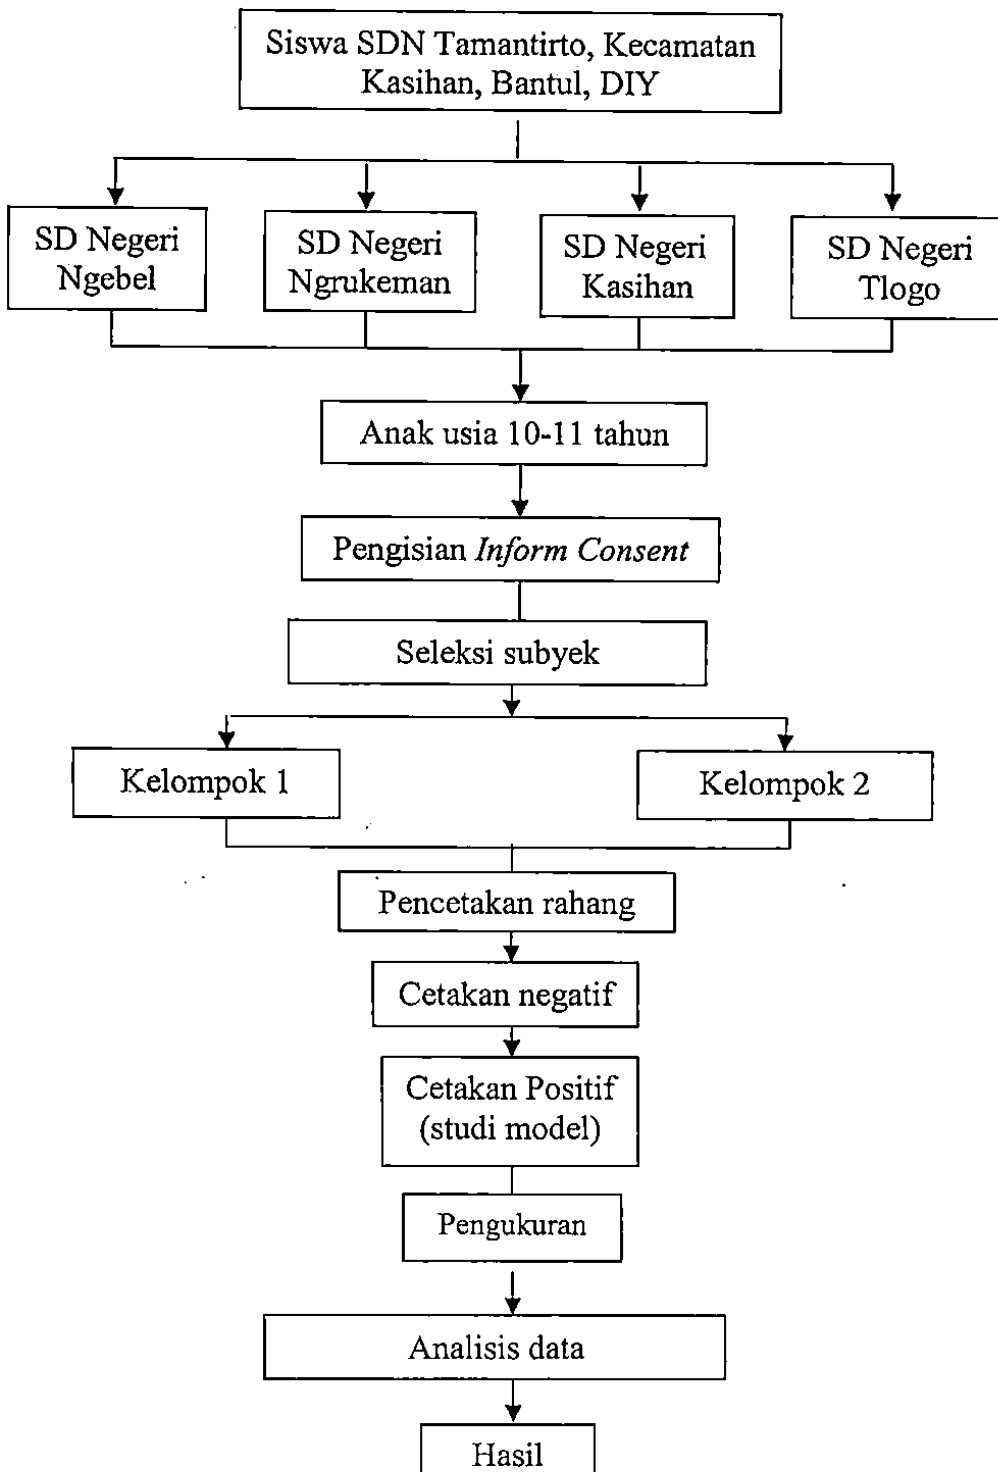 Siswa SDN Tamantirto, Kecamatan
Kasihan, Bantul, DIY
SD Negeri
Ngebel
SD Negeri
Ngrukeman
SD Negeri
Kasihan
SD Negeri
Tlogo
Anak usia 10-11 tahun
Pengisian Inform Consent
Seleksi subyek
Kelompok 1
Kelompok 2
Pencetakan rahang
Cetakan negatif
Cetakan Positif
(studi model)
Pengukuran
Analisis data
Hasil